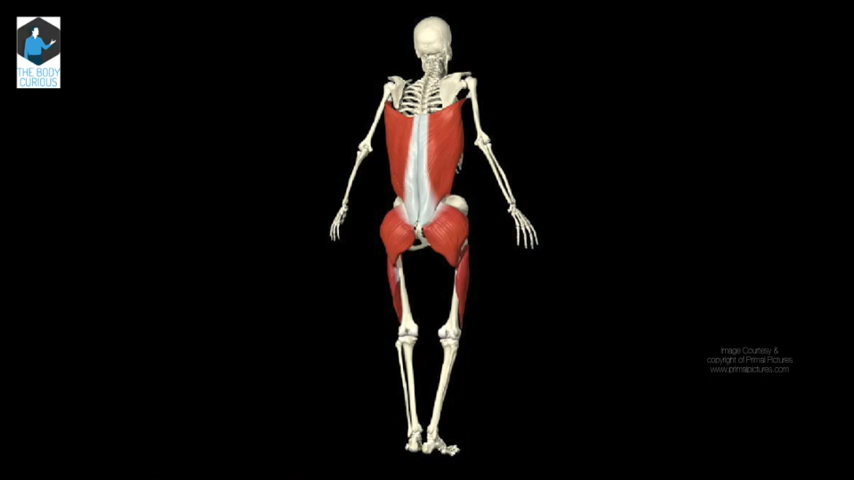 THE BODY
CURIOUS
Image Courtesy &
copyright of Primal Pictures
www.primalpictures.com